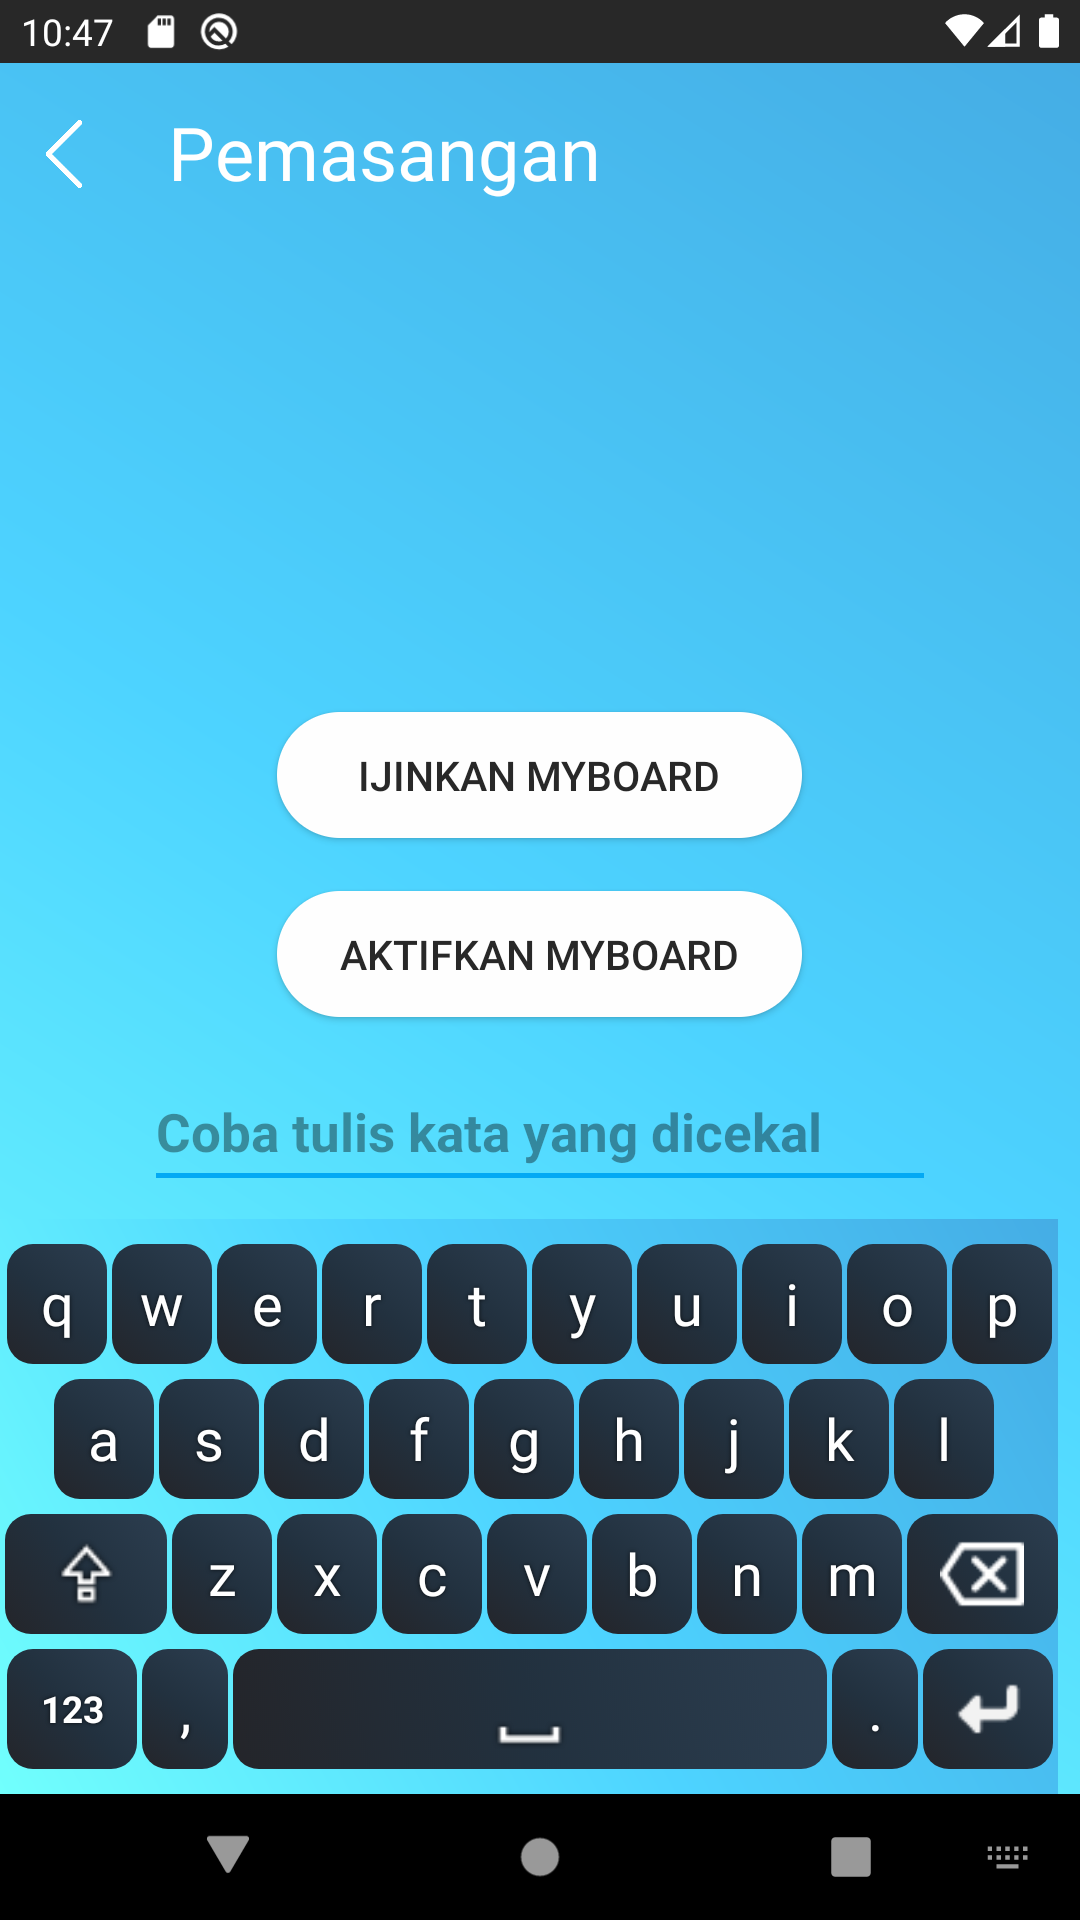 10:47
Pemasangan
IJINKAN MYBOARD
AKTIFKAN MYBOARD
Coba tulis kata yang dicekal
q w e r t y u i o p
a s d f g h j k l
z x c v b n m
123 , .